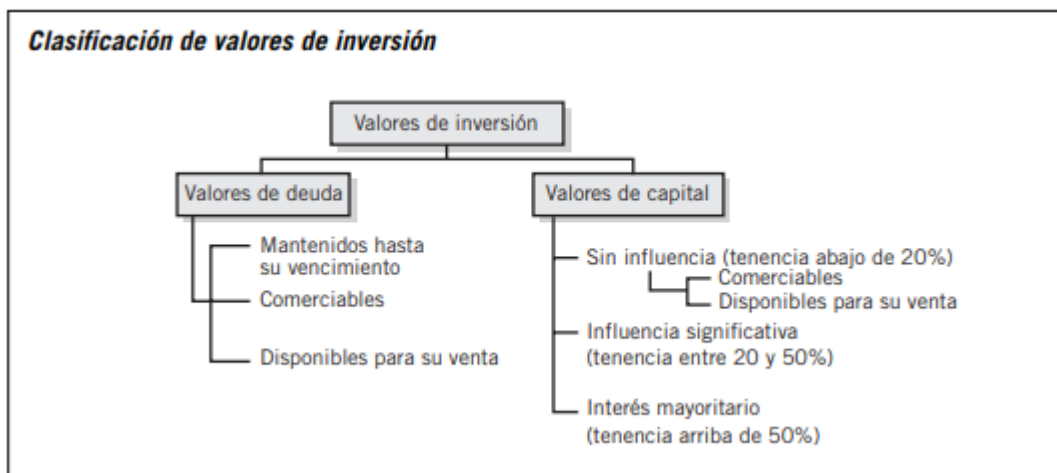 Clasificación de valores de inversión
Valores de inversión
Valores de deuda
Mantenidos hasta
su vencimiento
Comerciables
Disponibles para su venta
Valores de capital
Sin influencia (tenencia abajo de 20%)
Comerciables
Disponibles para su venta
Influencia significativa
(tenencia entre 20 y 50%)
Interés mayoritario
(tenencia arriba de 50%)